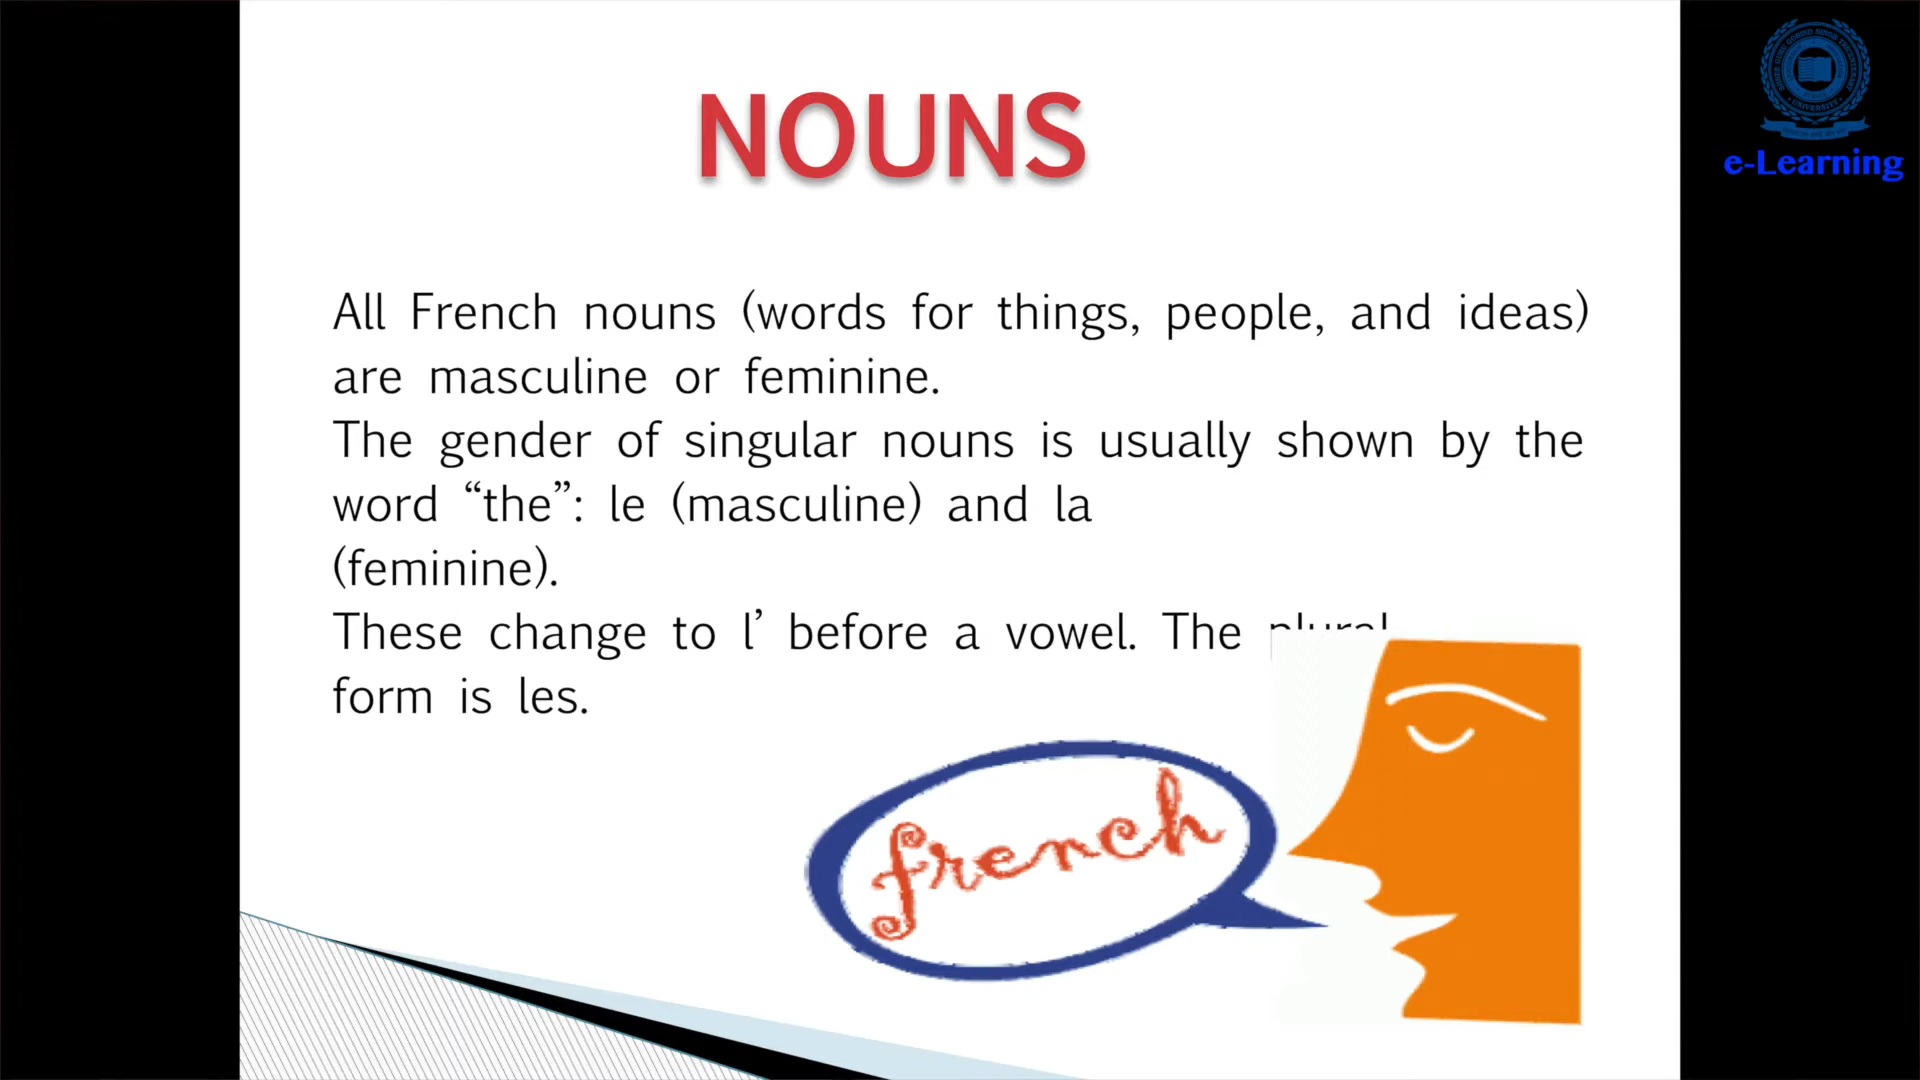 NOUNS
e-Learning
All French nouns (words for things, people, and ideas)
are masculine or feminine.
The gender of singular nouns is usually shown by the
word “the”: le (masculine) and la
(feminine).
These change to l’ before a vowel. The plural
form is les.
french
UNIVERSITY